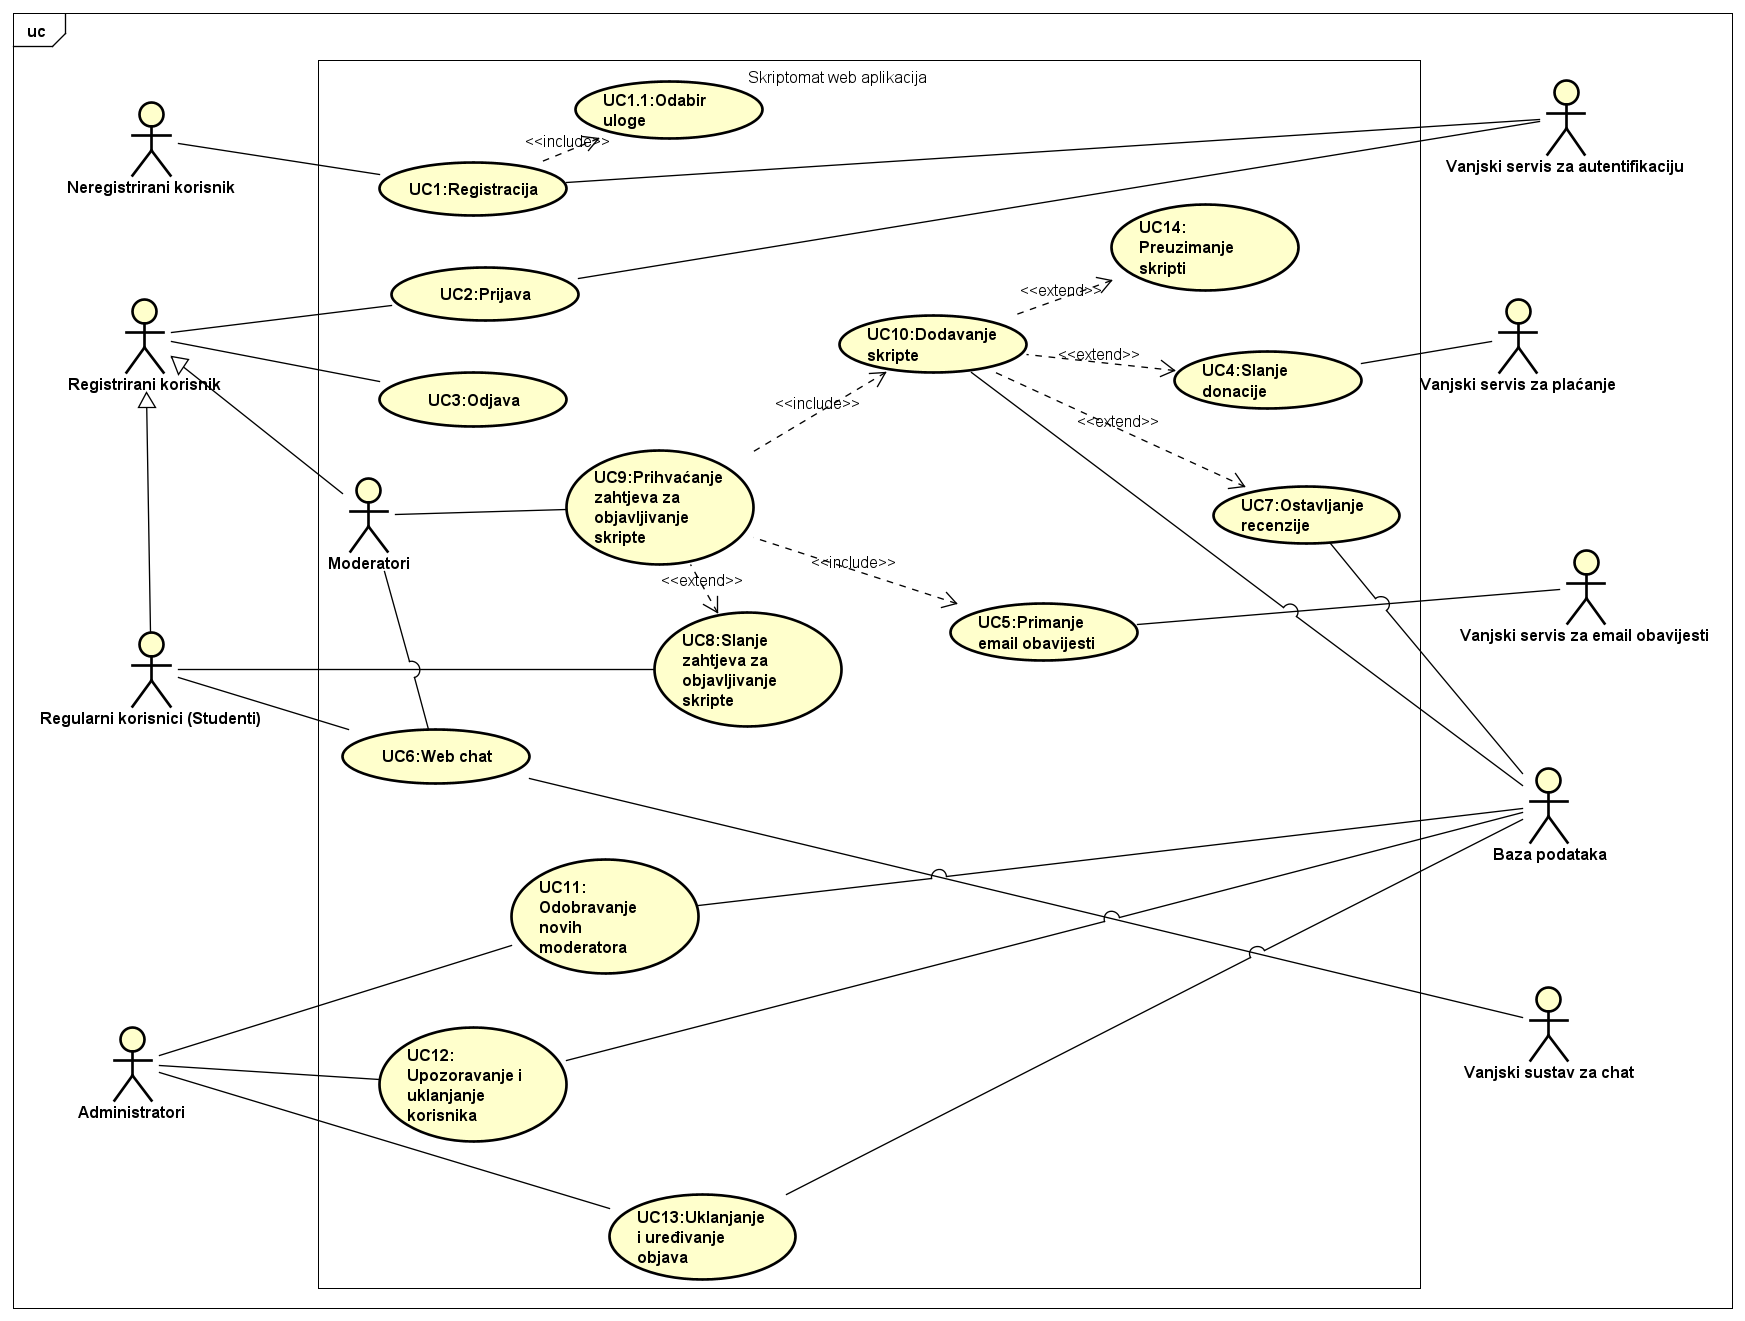 uc
Skriptomat web aplikacija
UC1.1:Odabir
uloge
<<include>>
Neregistrirani korisnik
UC1:Registracija
Vanjski servis za autentifikaciju
UC14:
Preuzimanje
skripti
<<extend>>
UC2:Prijava
Registrirani korisnik
UC3:Odjava
UC10:Dodavanje
skripte
<<extend>>
UC4:Slanje
donacije
Vanjski servis za plaćanje
<<include>>
<<extend>>
UC9:Prihvaćanje
zahtjeva za
objavljivanje
skripte
UC7:Ostavljanje
recenzije
Moderatori
<<include>>
<<extend>>
UC5:Primanje
email obavijesti
Vanjski servis za email obavijesti
UC8:Slanje
zahtjeva za
objavljivanje
skripte
Regularni korisnici (Studenti)
UC6:Web chat
Baza podataka
UC11:
Odobravanje
novih
moderatora
UC12:
Upozoravanje i
uklanjanje
korisnika
Administratori
Vanjski sustav za chat
UC13:Uklanjanje
i uređivanje
objava